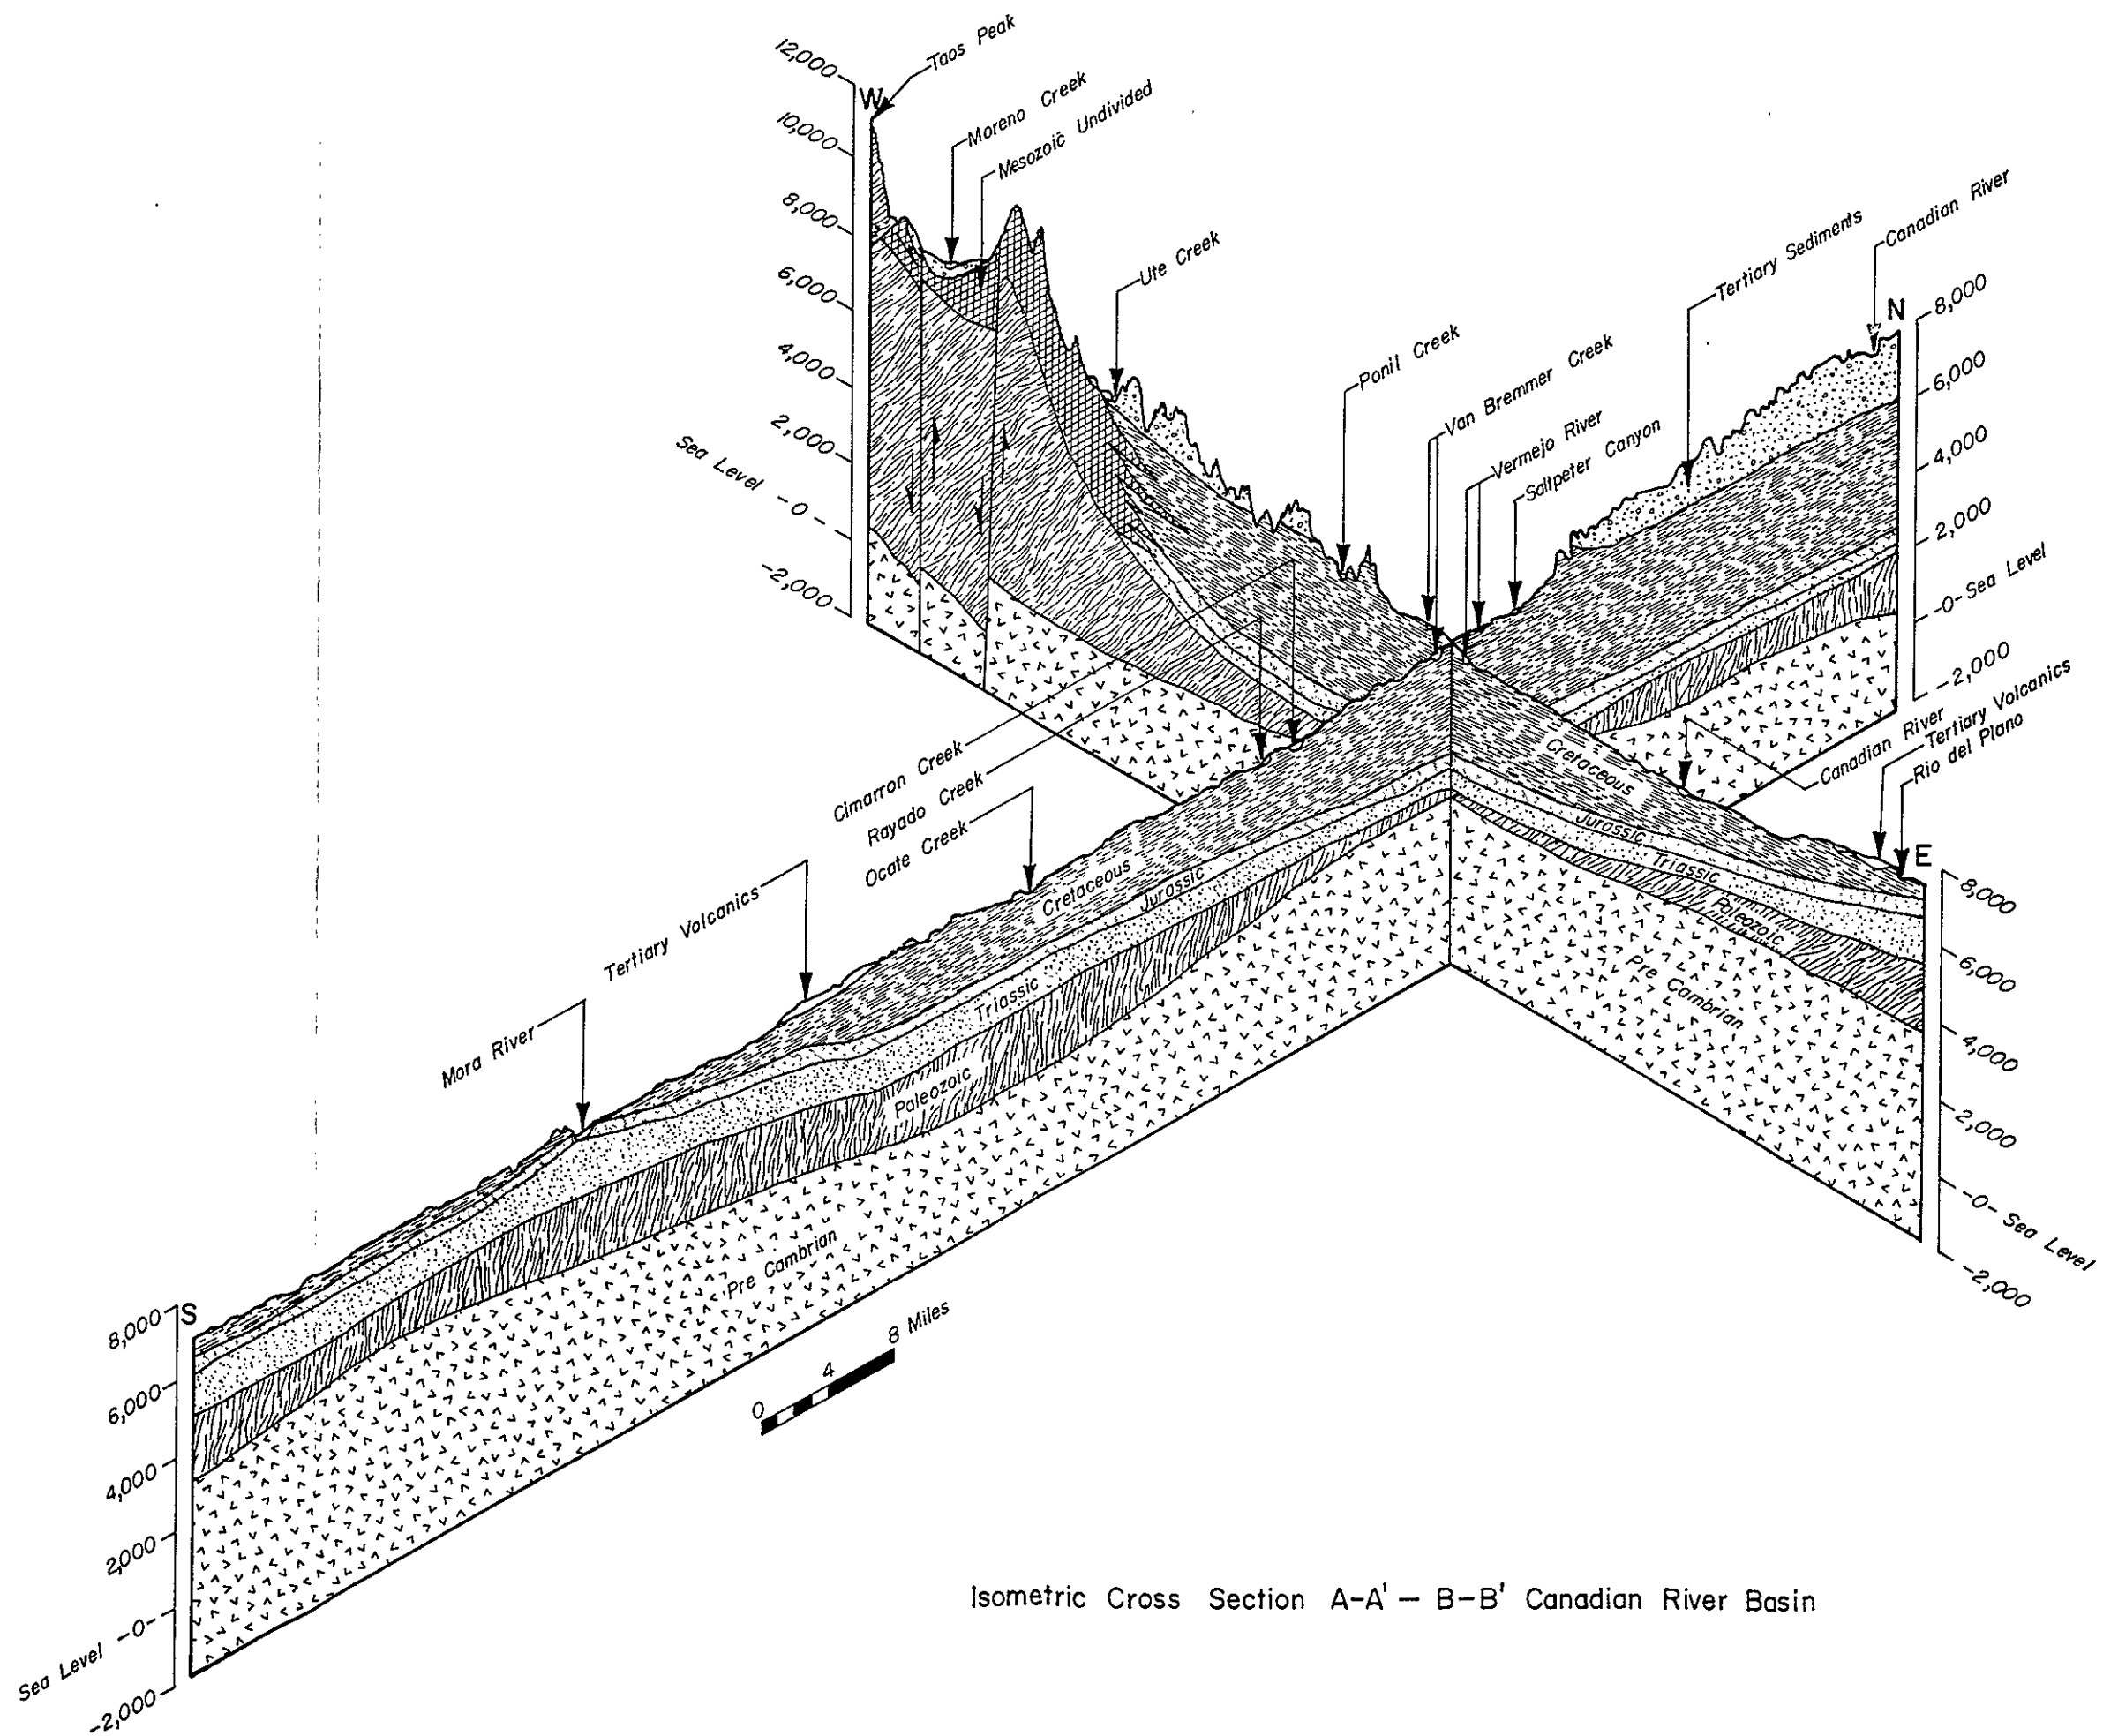 12,000
10,000
8,000
6,000
4,000
2,000
Sea Level -0-
-2,000
W
Taos Peak
Moreno Creek
Mesozoic Undivided
Ute Creek
Ponil Creek
Van Bremmer Creek
Vermejo River
Saltpeter Canyon
Tertiary Sediments
Canadian River
N
8,000
6,000
4,000
2,000
-0-Sea Level
-2,000
Canadian River
Tertiary Volcanics
Rio del Plano
E
8,000
6,000
4,000
2,000
-0- Sea Level
-2,000
Cretaceous
Jurassic
Triassic
Paleozoic
Pre Cambrian
Cimarron Creek
Rayado Creek
Ocate Creek
Tertiary Volcanics
Mora River
Cretaceous
Jurassic
Triassic
Paleozoic
Pre Cambrian
S
8,000
6,000
4,000
2,000
Sea Level -0-
-2,000
0 4 8 Miles
Isometric Cross Section A-A' — B-B' Canadian River Basin